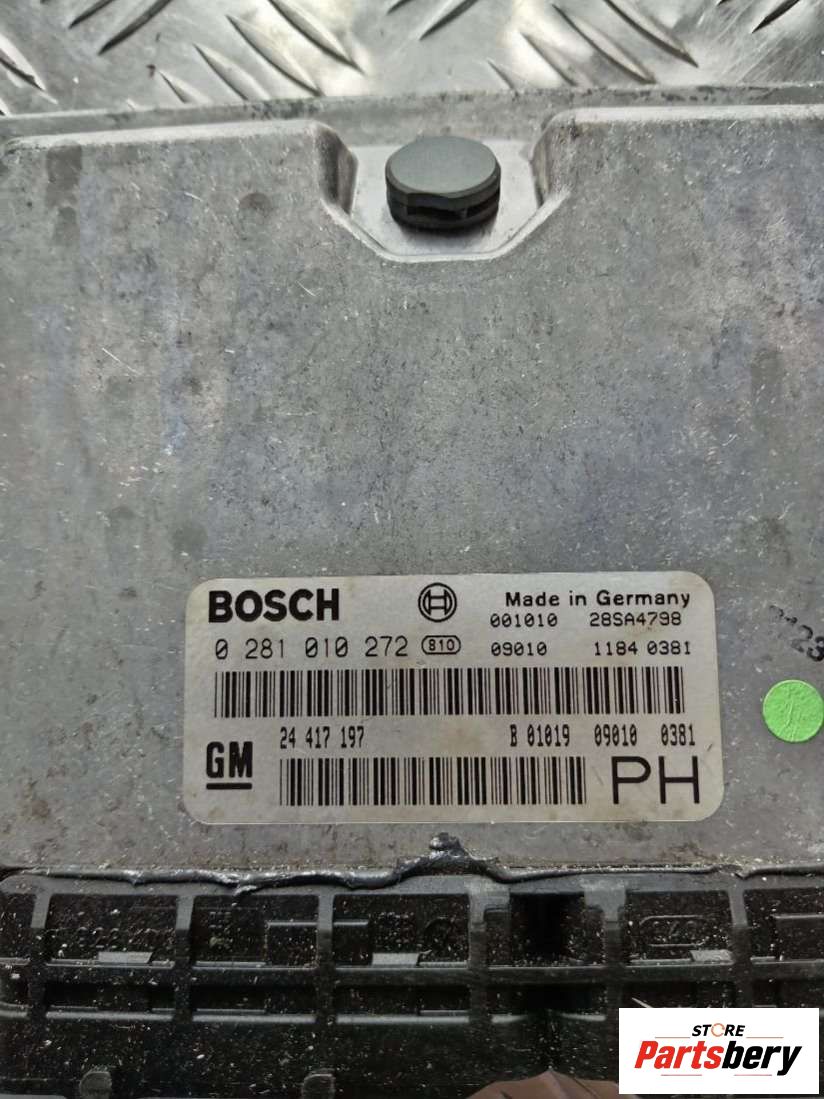 BOSCH Made in Germany
001010 28SA4798
0 281 010 272 810 09010 1184 0381
24 417 197 B 01019 09010 0381
GM PH
STORE
Partsbery